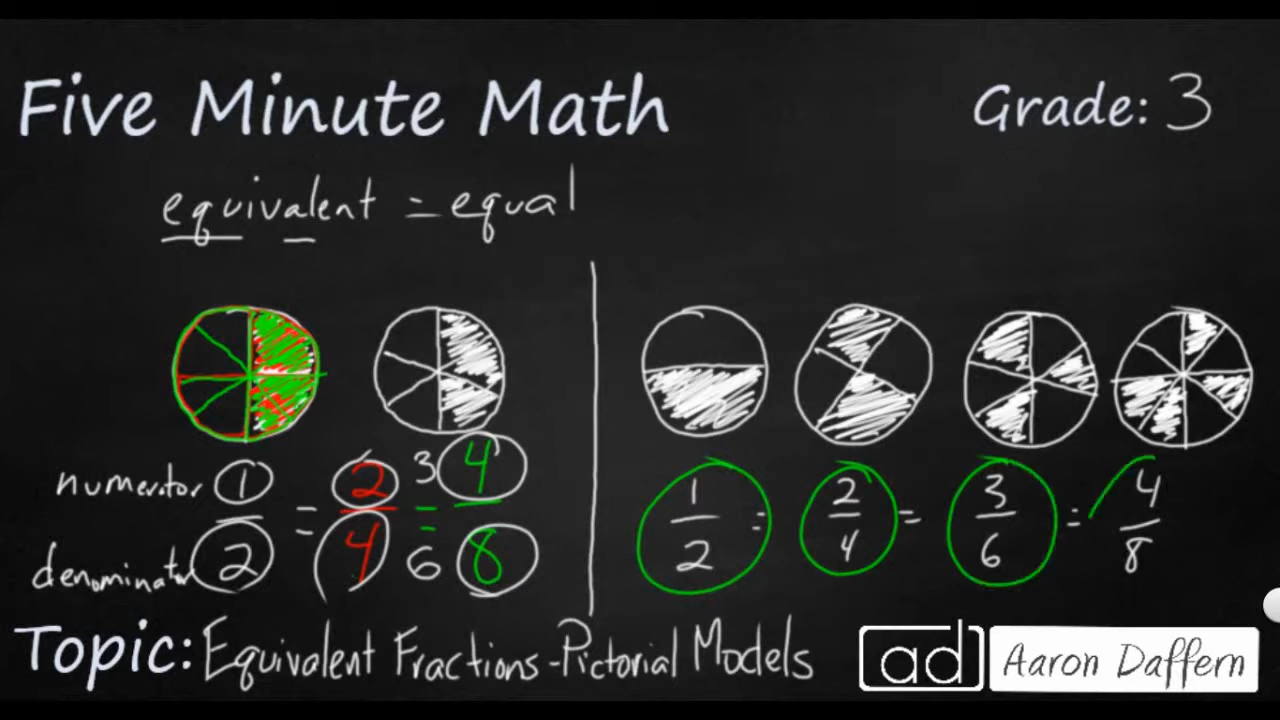 Five Minute Math
Grade: 3
equivalent = equal
numerator 1 = 2 3 4
denominator 2 4 = 6 8
1/2 = 2/4 = 3/6 = 4/8
Topic: Equivalent Fractions - Pictorial Models
ad Aaron Daffern